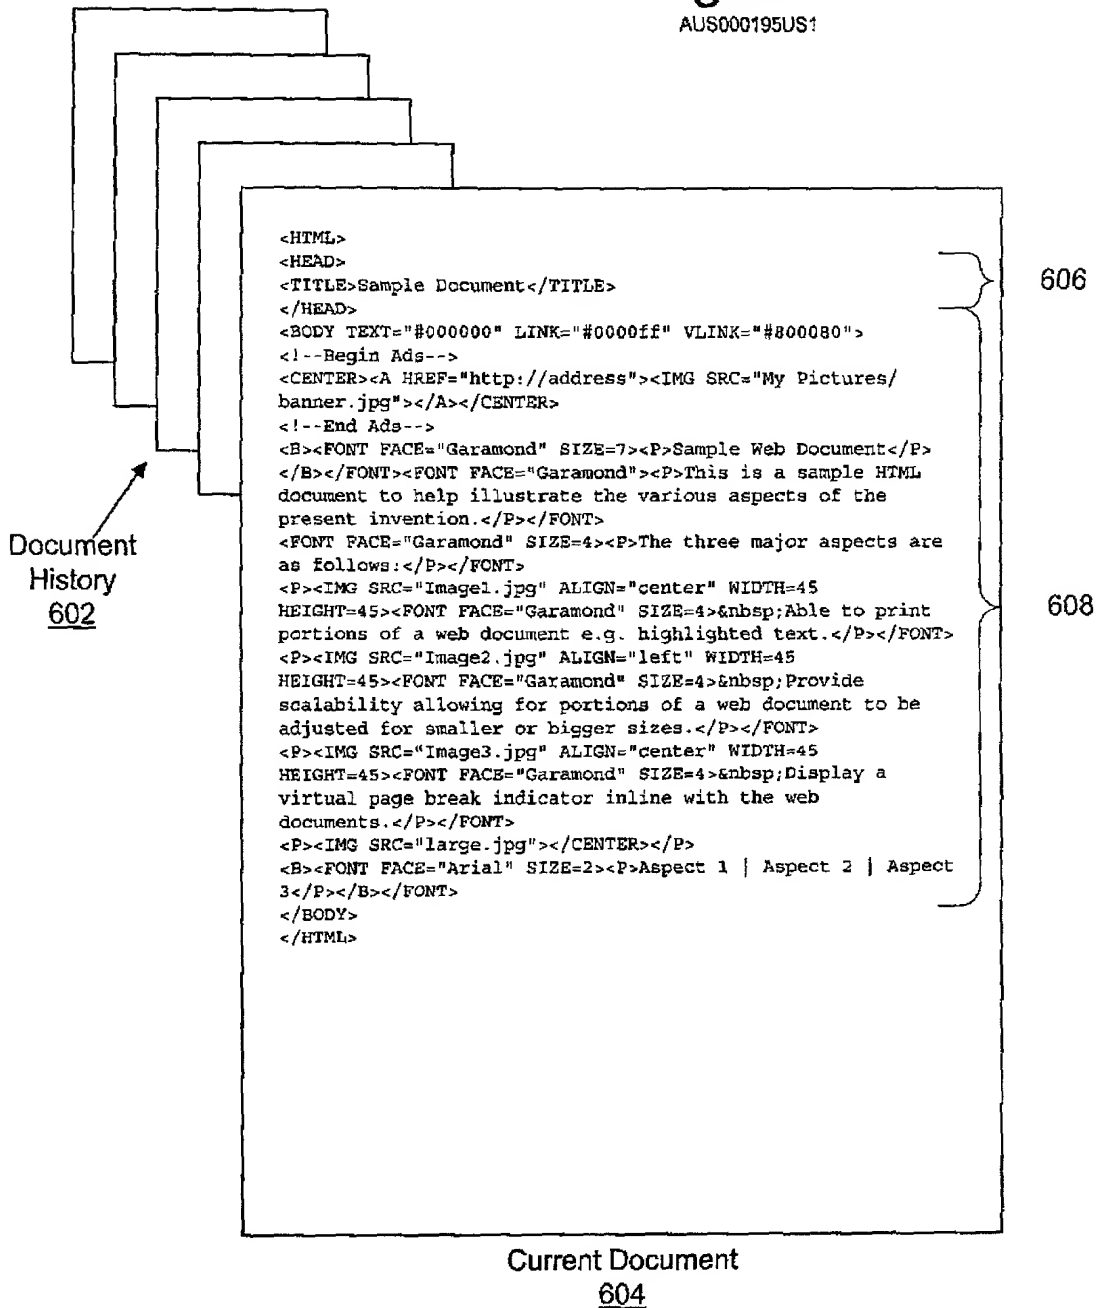 AUS000195US1
<HTML>
<HEAD>
<TITLE>Sample Document</TITLE>
</HEAD>
<BODY TEXT="#000000" LINK="#0000ff" VLINK="#800080">
<!--Begin Ads-->
<CENTER><A HREF="http://address"><IMG SRC="My Pictures/
banner.jpg"></A></CENTER>
<!--End Ads-->
<B><FONT FACE="Garamond" SIZE=7><P>Sample Web Document</P>
</B></FONT><FONT FACE="Garamond"><P>This is a sample HTML
document to help illustrate the various aspects of the
present invention.</P></FONT>
<FONT FACE="Garamond" SIZE=4><P>The three major aspects are
as follows:</P></FONT>
<P><IMG SRC="Image1.jpg" ALIGN="center" WIDTH=45
HEIGHT=45><FONT FACE="Garamond" SIZE=4>&nbsp;Able to print
portions of a web document e.g. highlighted text.</P></FONT>
<P><IMG SRC="Image2.jpg" ALIGN="left" WIDTH=45
HEIGHT=45><FONT FACE="Garamond" SIZE=4>&nbsp;Provide
scalability allowing for portions of a web document to be
adjusted for smaller or bigger sizes.</P></FONT>
<P><IMG SRC="Image3.jpg" ALIGN="center" WIDTH=45
HEIGHT=45><FONT FACE="Garamond" SIZE=4>&nbsp;Display a
virtual page break indicator inline with the web
documents.</P></FONT>
<P><IMG SRC="large.jpg"></CENTER></P>
<B><FONT FACE="Arial" SIZE=2><P>Aspect 1 | Aspect 2 | Aspect
3</P></B></FONT>
</BODY>
</HTML>
606
608
Document
History
602
Current Document
604